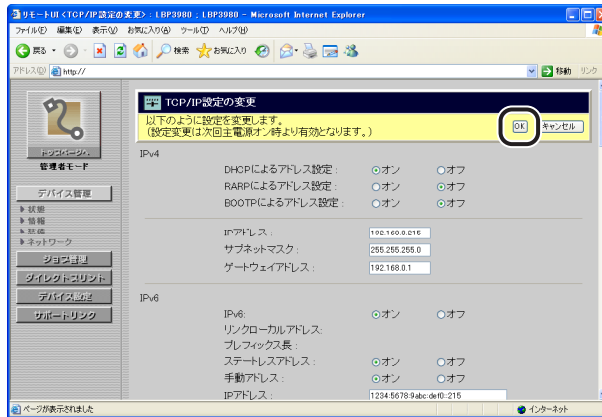 リモートUI <TCP/IP設定の変更> : LBP3980 ; LBP3980 - Microsoft Internet Explorer
ファイル(F) 編集(E) 表示(V) お気に入り(A) ツール(T) ヘルプ(H)
戻る 検索 お気に入り
アドレス(D) http:// 移動 リンク
TCP/IP設定の変更
以下のように設定を変更します。
(設定変更は次回主電源オン時より有効となります。)
OK キャンセル
トップページへ
管理者モード
デバイス管理
状態
情報
ネットワーク
ジョブ管理
ダイレクトプリント
デバイス設定
サポートリンク
IPv4
DHCPによるアドレス設定 : オン オフ
RARPによるアドレス設定 : オン オフ
BOOTPによるアドレス設定 : オン オフ
IPアドレス : 192.168.0.215
サブネットマスク : 255.255.255.0
ゲートウェイアドレス : 192.168.0.1
IPv6
IPv6: オン オフ
リンクローカルアドレス:
プレフィックス長 :
ステートレスアドレス : オン オフ
手動アドレス : オン オフ
IPアドレス : 1234:5678:9abc:def0::215
ページが表示されました インターネット